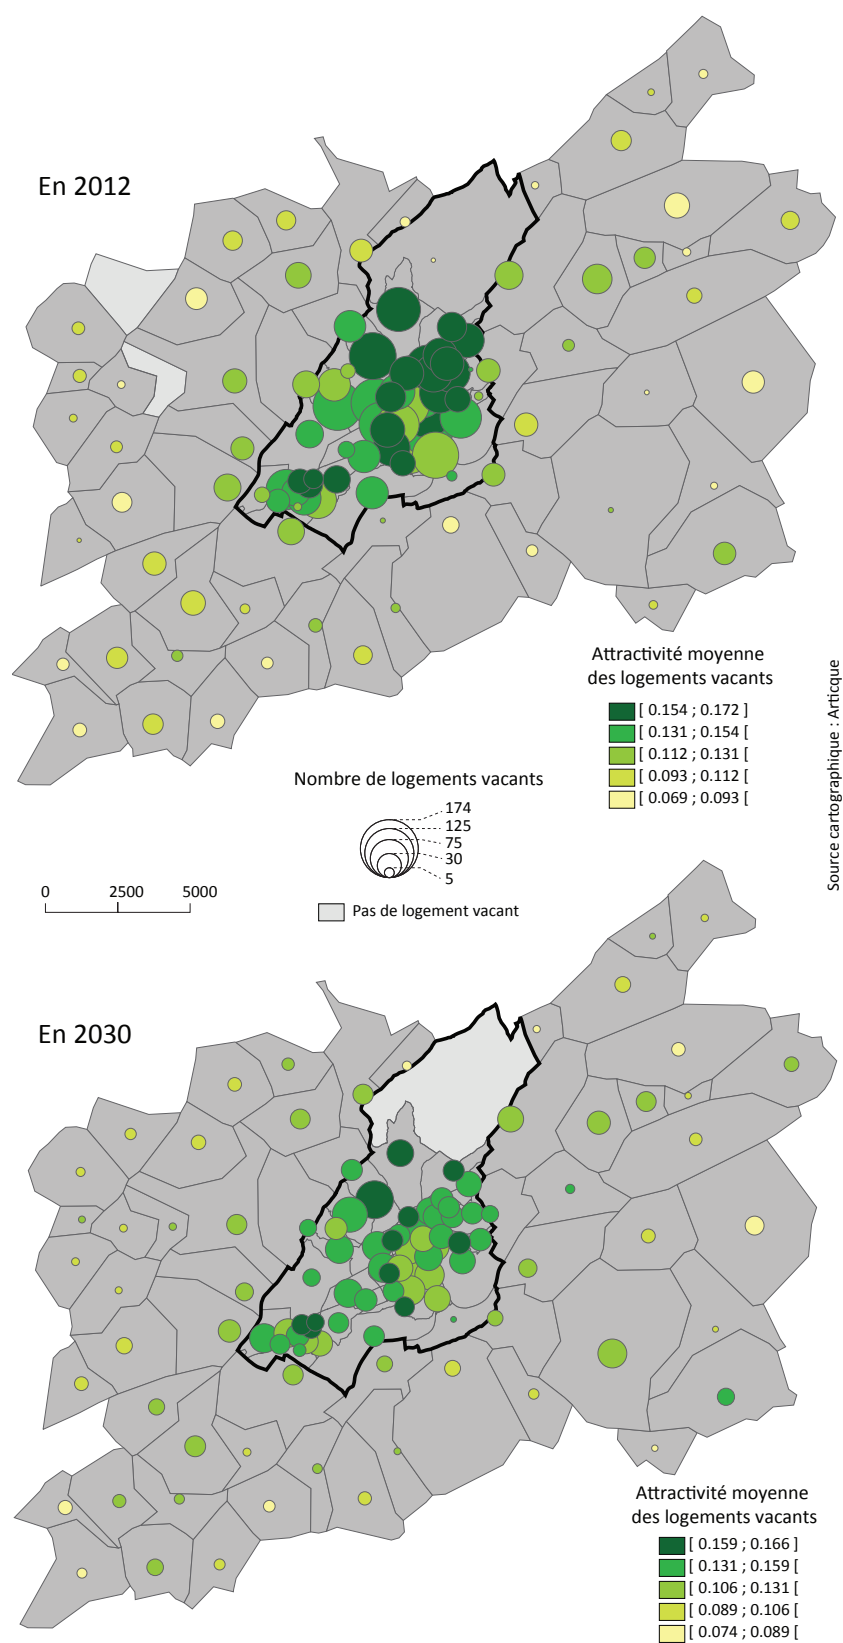 En 2012
Attractivité moyenne
des logements vacants
[ 0.154 ; 0.172 ]
[ 0.131 ; 0.154 [
[ 0.112 ; 0.131 [
[ 0.093 ; 0.112 [
[ 0.069 ; 0.093 [
Source cartographique : Articque
Nombre de logements vacants
174
125
75
30
5
0 2500 5000
Pas de logement vacant
En 2030
Attractivité moyenne
des logements vacants
[ 0.159 ; 0.166 ]
[ 0.131 ; 0.159 [
[ 0.106 ; 0.131 [
[ 0.089 ; 0.106 [
[ 0.074 ; 0.089 [